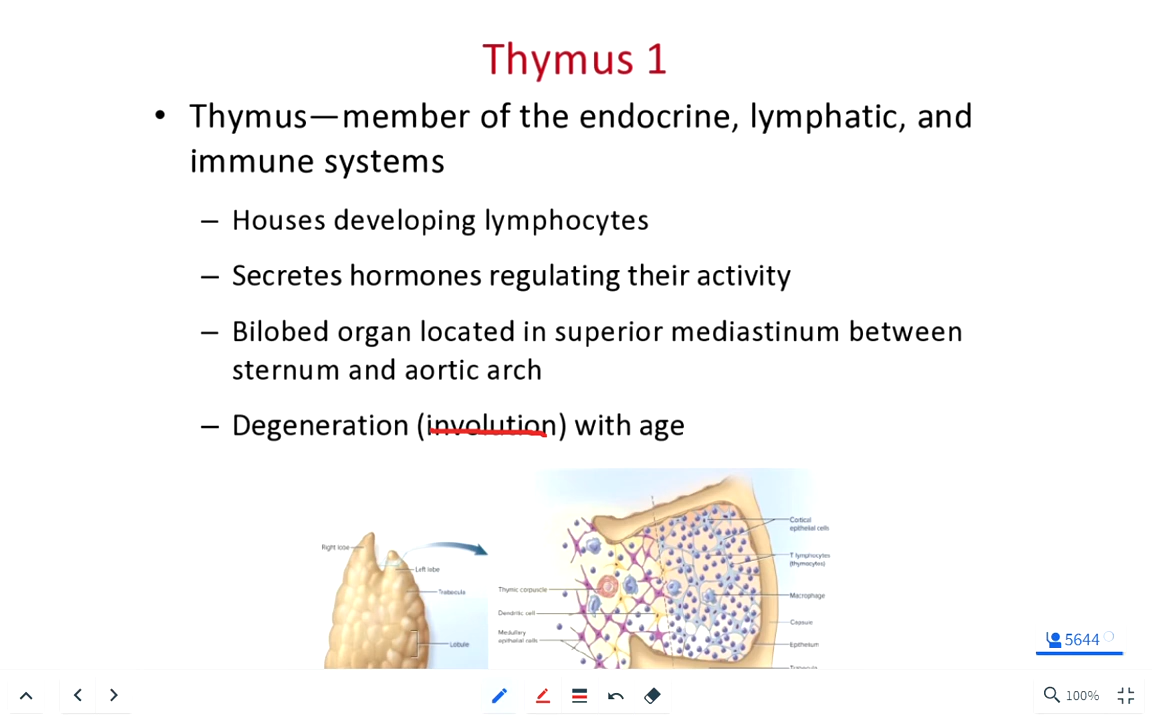 Thymus 1
• Thymus—member of the endocrine, lymphatic, and
immune systems
– Houses developing lymphocytes
– Secretes hormones regulating their activity
– Bilobed organ located in superior mediastinum between
sternum and aortic arch
– Degeneration (involution) with age
Right lobe
Left lobe
Trabecula
Lobule
Thymic corpuscle
Dendritic cell
Medullary
epithelial cells
Cortical
epithelial cells
T lymphocytes
(thymocytes)
Macrophage
Capsule
Epithelium
Trabecula
5644
100%